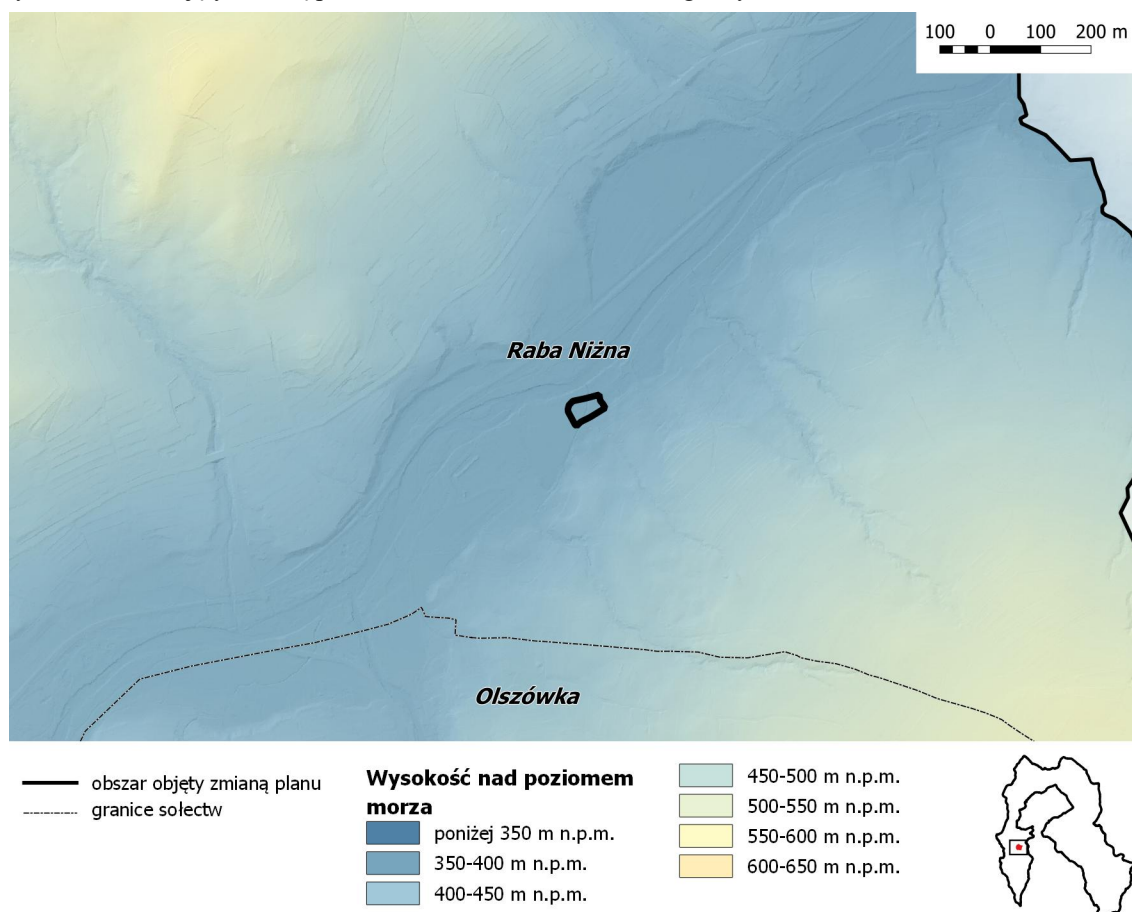 100 0 100 200 m
Raba Niżna
Olszówka
obszar objęty zmianą planu
granice sołectw
Wysokość nad poziomem
morza
poniżej 350 m n.p.m.
350-400 m n.p.m.
400-450 m n.p.m.
450-500 m n.p.m.
500-550 m n.p.m.
550-600 m n.p.m.
600-650 m n.p.m.